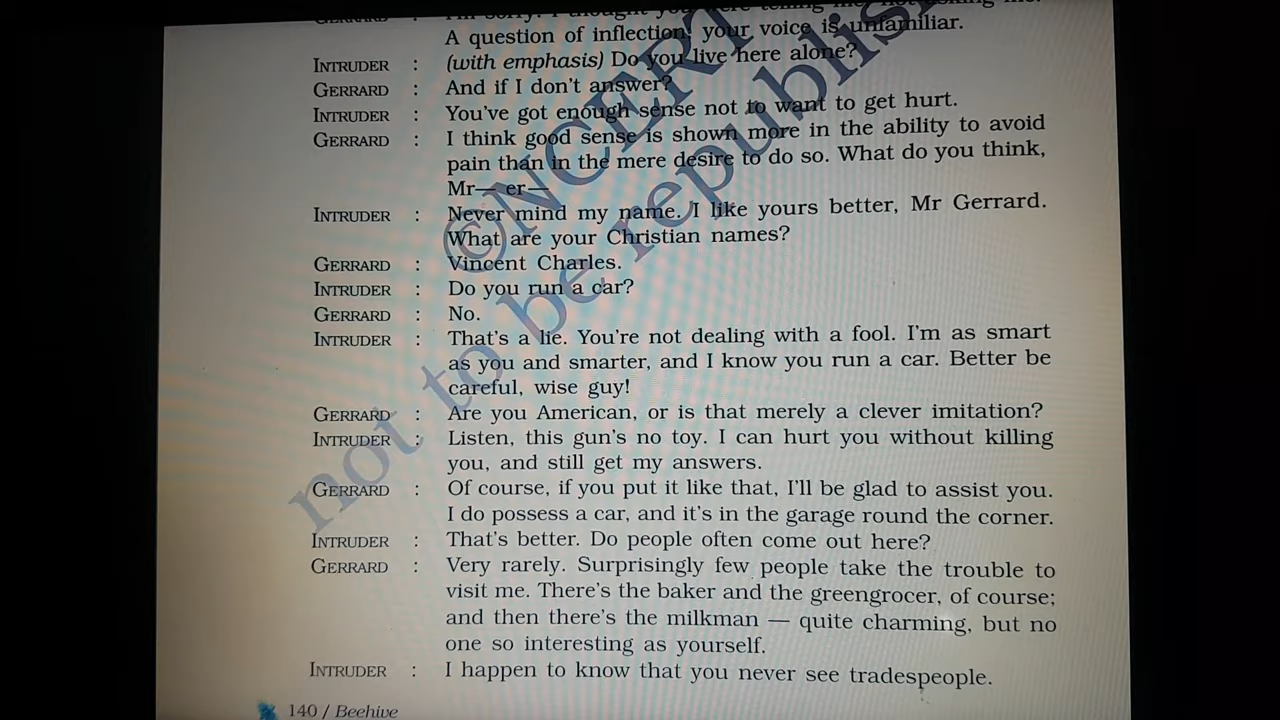 A question of inflection; your voice is unfamiliar.
INTRUDER : (with emphasis) Do you live here alone?
GERRARD : And if I don't answer?
INTRUDER : You've got enough sense not to want to get hurt.
GERRARD : I think good sense is shown more in the ability to avoid
pain than in the mere desire to do so. What do you think,
Mr— er—
INTRUDER : Never mind my name. I like yours better, Mr Gerrard.
What are your Christian names?
GERRARD : Vincent Charles.
INTRUDER : Do you run a car?
GERRARD : No.
INTRUDER : That's a lie. You're not dealing with a fool. I'm as smart
as you and smarter, and I know you run a car. Better be
careful, wise guy!
GERRARD : Are you American, or is that merely a clever imitation?
INTRUDER : Listen, this gun's no toy. I can hurt you without killing
you, and still get my answers.
GERRARD : Of course, if you put it like that, I'll be glad to assist you.
I do possess a car, and it's in the garage round the corner.
INTRUDER : That's better. Do people often come out here?
GERRARD : Very rarely. Surprisingly few people take the trouble to
visit me. There's the baker and the greengrocer, of course;
and then there's the milkman — quite charming, but no
one so interesting as yourself.
INTRUDER : I happen to know that you never see tradespeople.
140 / Beehive
©NCERT
not to be